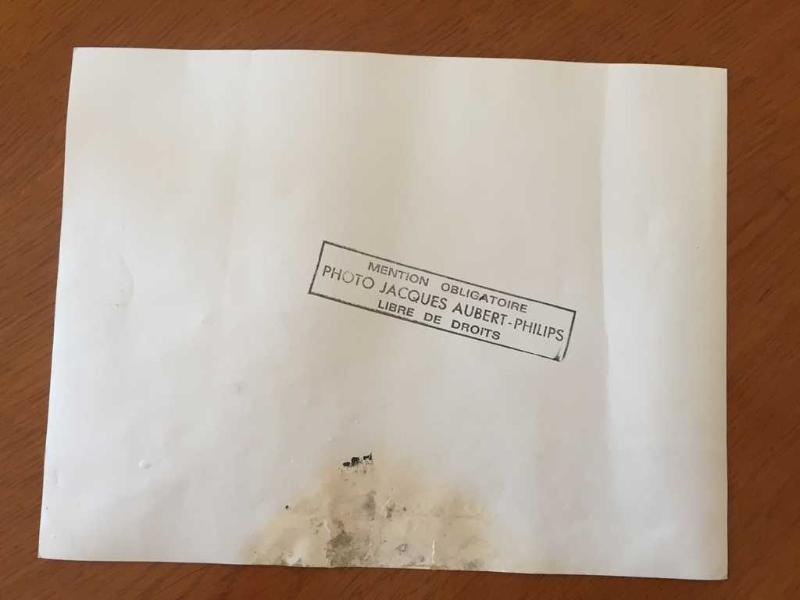 MENTION OBLIGATOIRE
PHOTO JACQUES AUBERT-PHILIPS
LIBRE DE DROITS